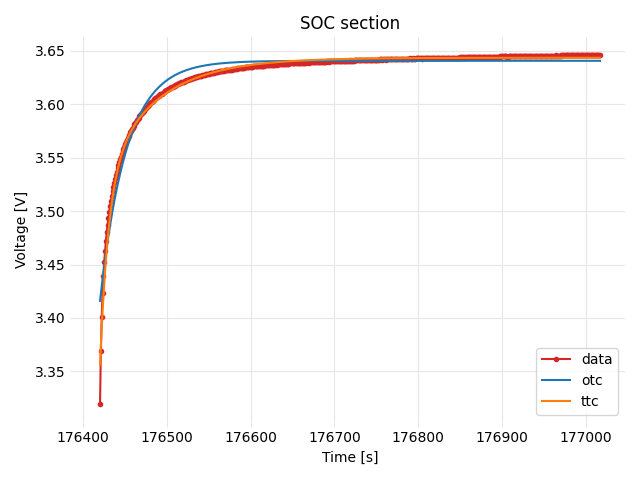 SOC section
Voltage [V]
3.65
3.60
3.55
3.50
3.45
3.40
3.35
176400 176500 176600 176700 176800 176900 177000
Time [s]
data
otc
ttc